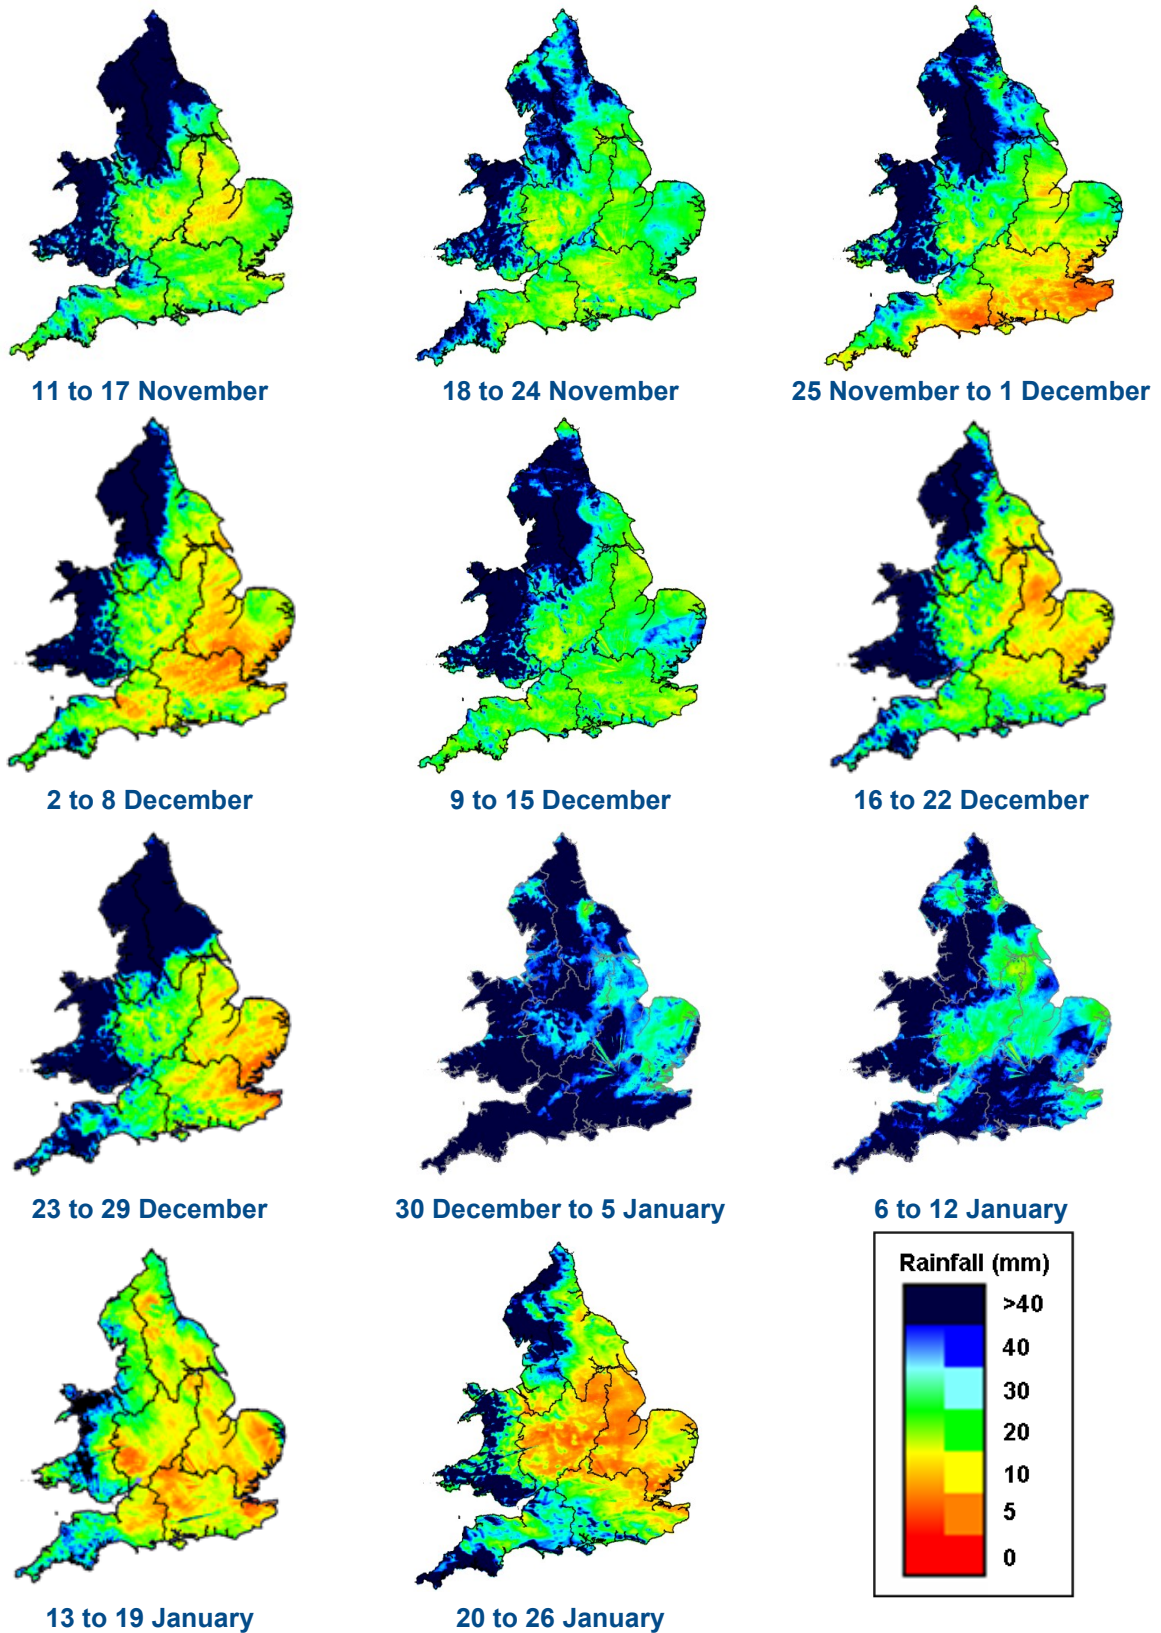 11 to 17 November
18 to 24 November
25 November to 1 December
2 to 8 December
9 to 15 December
16 to 22 December
23 to 29 December
30 December to 5 January
6 to 12 January
Rainfall (mm)
>40
40
30
20
10
5
0
13 to 19 January
20 to 26 January